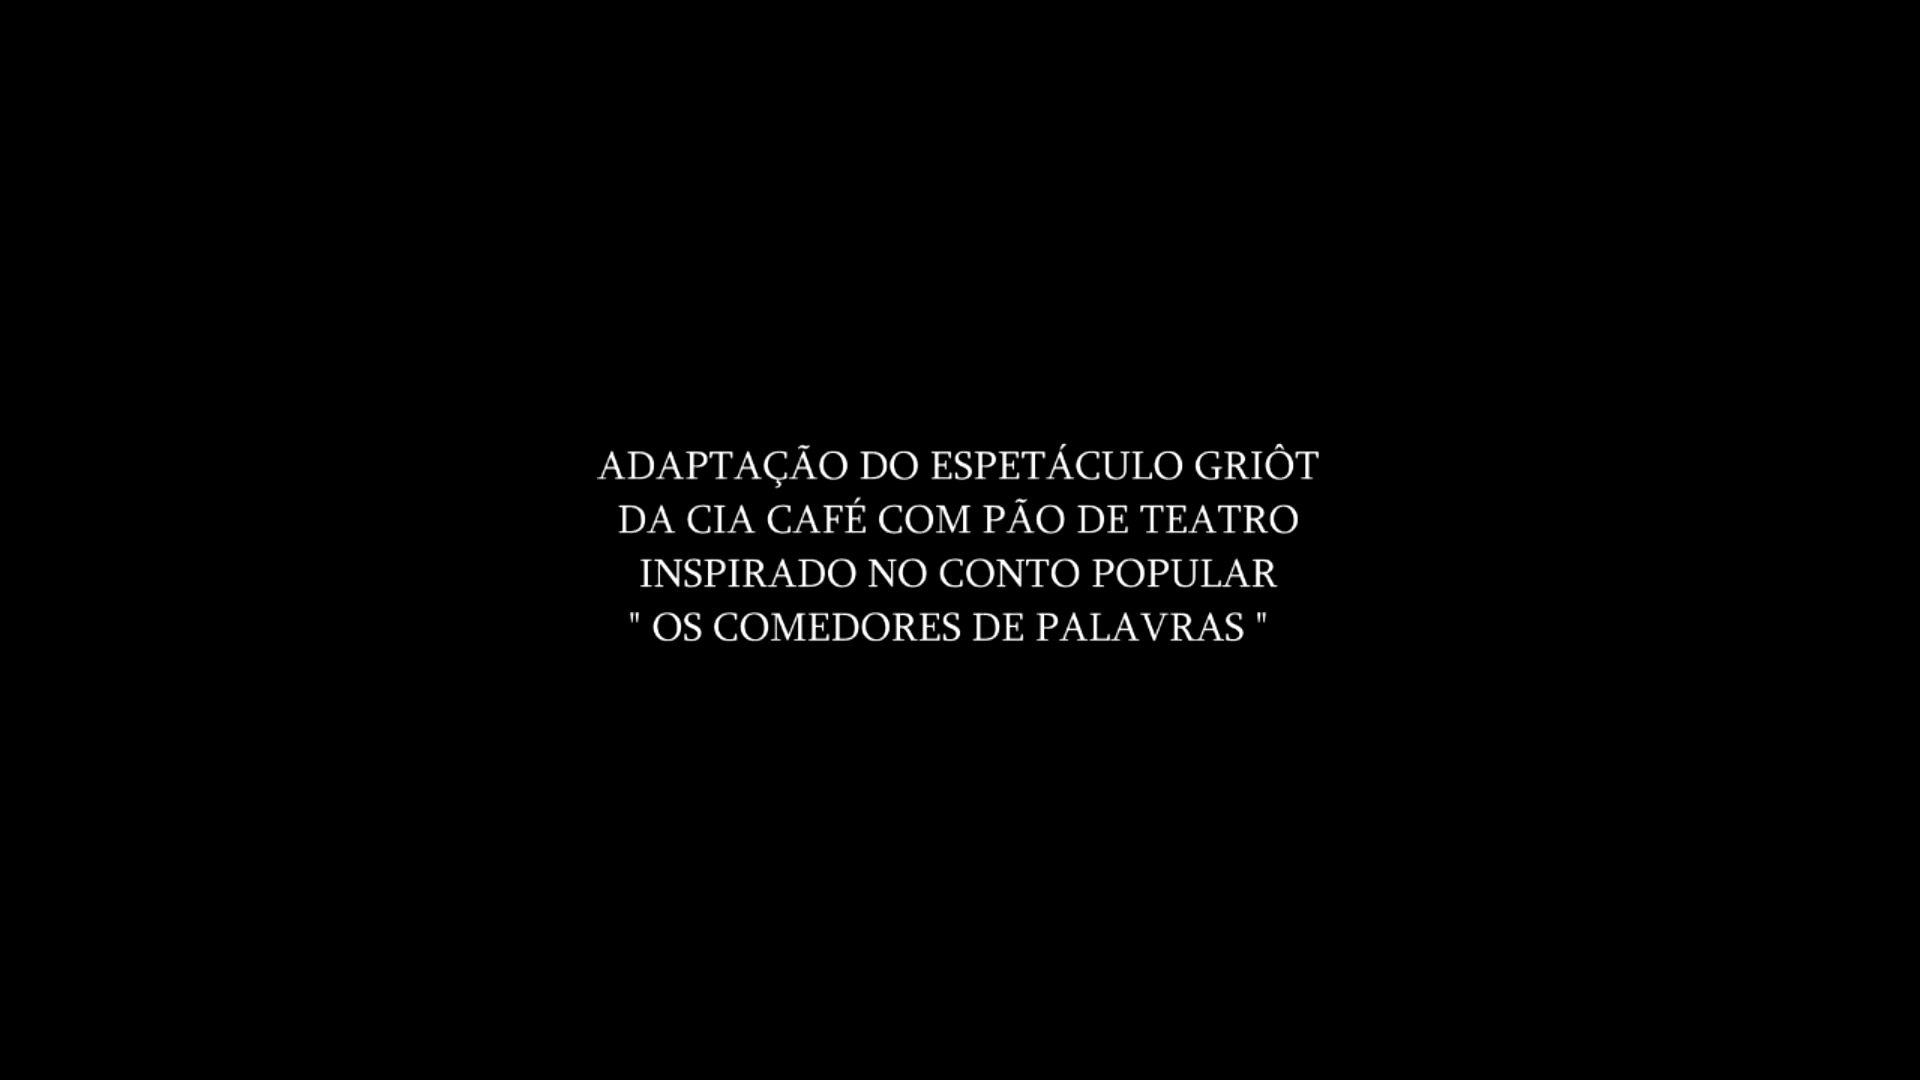 ADAPTAÇÃO DO ESPETÁCULO GRIÔT
DA CIA CAFÉ COM PÃO DE TEATRO
INSPIRADO NO CONTO POPULAR
" OS COMEDORES DE PALAVRAS "